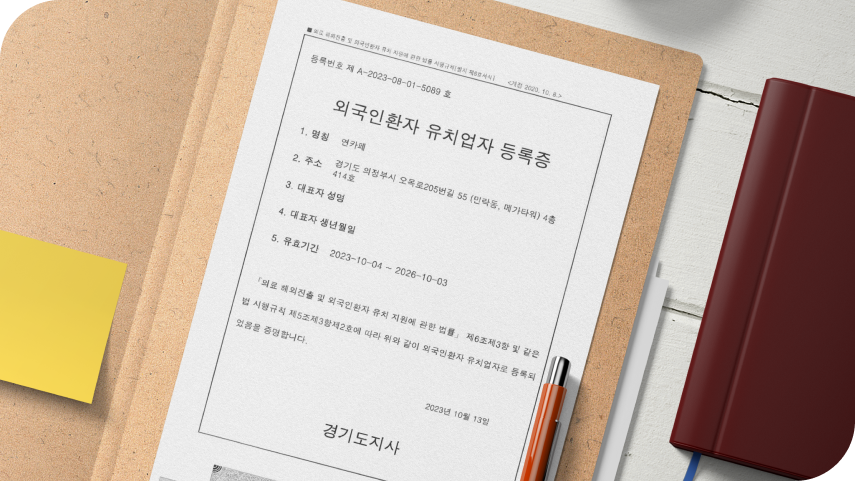 ■ 의료 해외진출 및 외국인환자 유치 지원에 관한 법률 시행규칙[별지 제6호서식] <개정 2020. 10. 8.>
등록번호 제 A-2023-08-01-5089 호
외국인환자 유치업자 등록증
1. 명칭 연카페
2. 주소 경기도 의정부시 오목로205번길 55 (민락동, 메가타워) 4층
414호
3. 대표자 성명
4. 대표자 생년월일
5. 유효기간 2023-10-04 ~ 2026-10-03
「의료 해외진출 및 외국인환자 유치 지원에 관한 법률」 제6조제3항 및 같은
법 시행규칙 제5조제3항제2호에 따라 위와 같이 외국인환자 유치업자로 등록되
었음을 증명합니다.
2023년 10월 13일
경기도지사